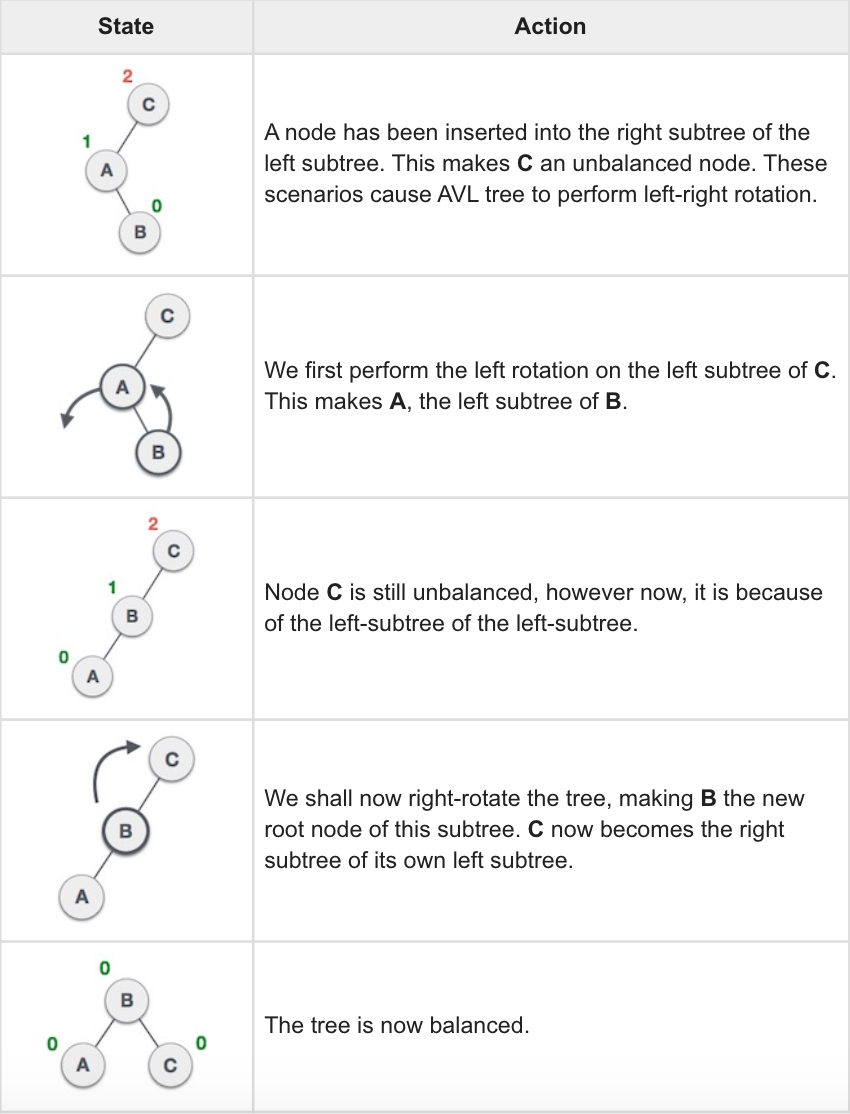 State
Action
2
C
1
A
0
B
A node has been inserted into the right subtree of the
left subtree. This makes C an unbalanced node. These
scenarios cause AVL tree to perform left-right rotation.
C
A
B
We first perform the left rotation on the left subtree of C.
This makes A, the left subtree of B.
2
C
1
B
0
A
Node C is still unbalanced, however now, it is because
of the left-subtree of the left-subtree.
C
B
A
We shall now right-rotate the tree, making B the new
root node of this subtree. C now becomes the right
subtree of its own left subtree.
0
B
0
A
0
C
The tree is now balanced.